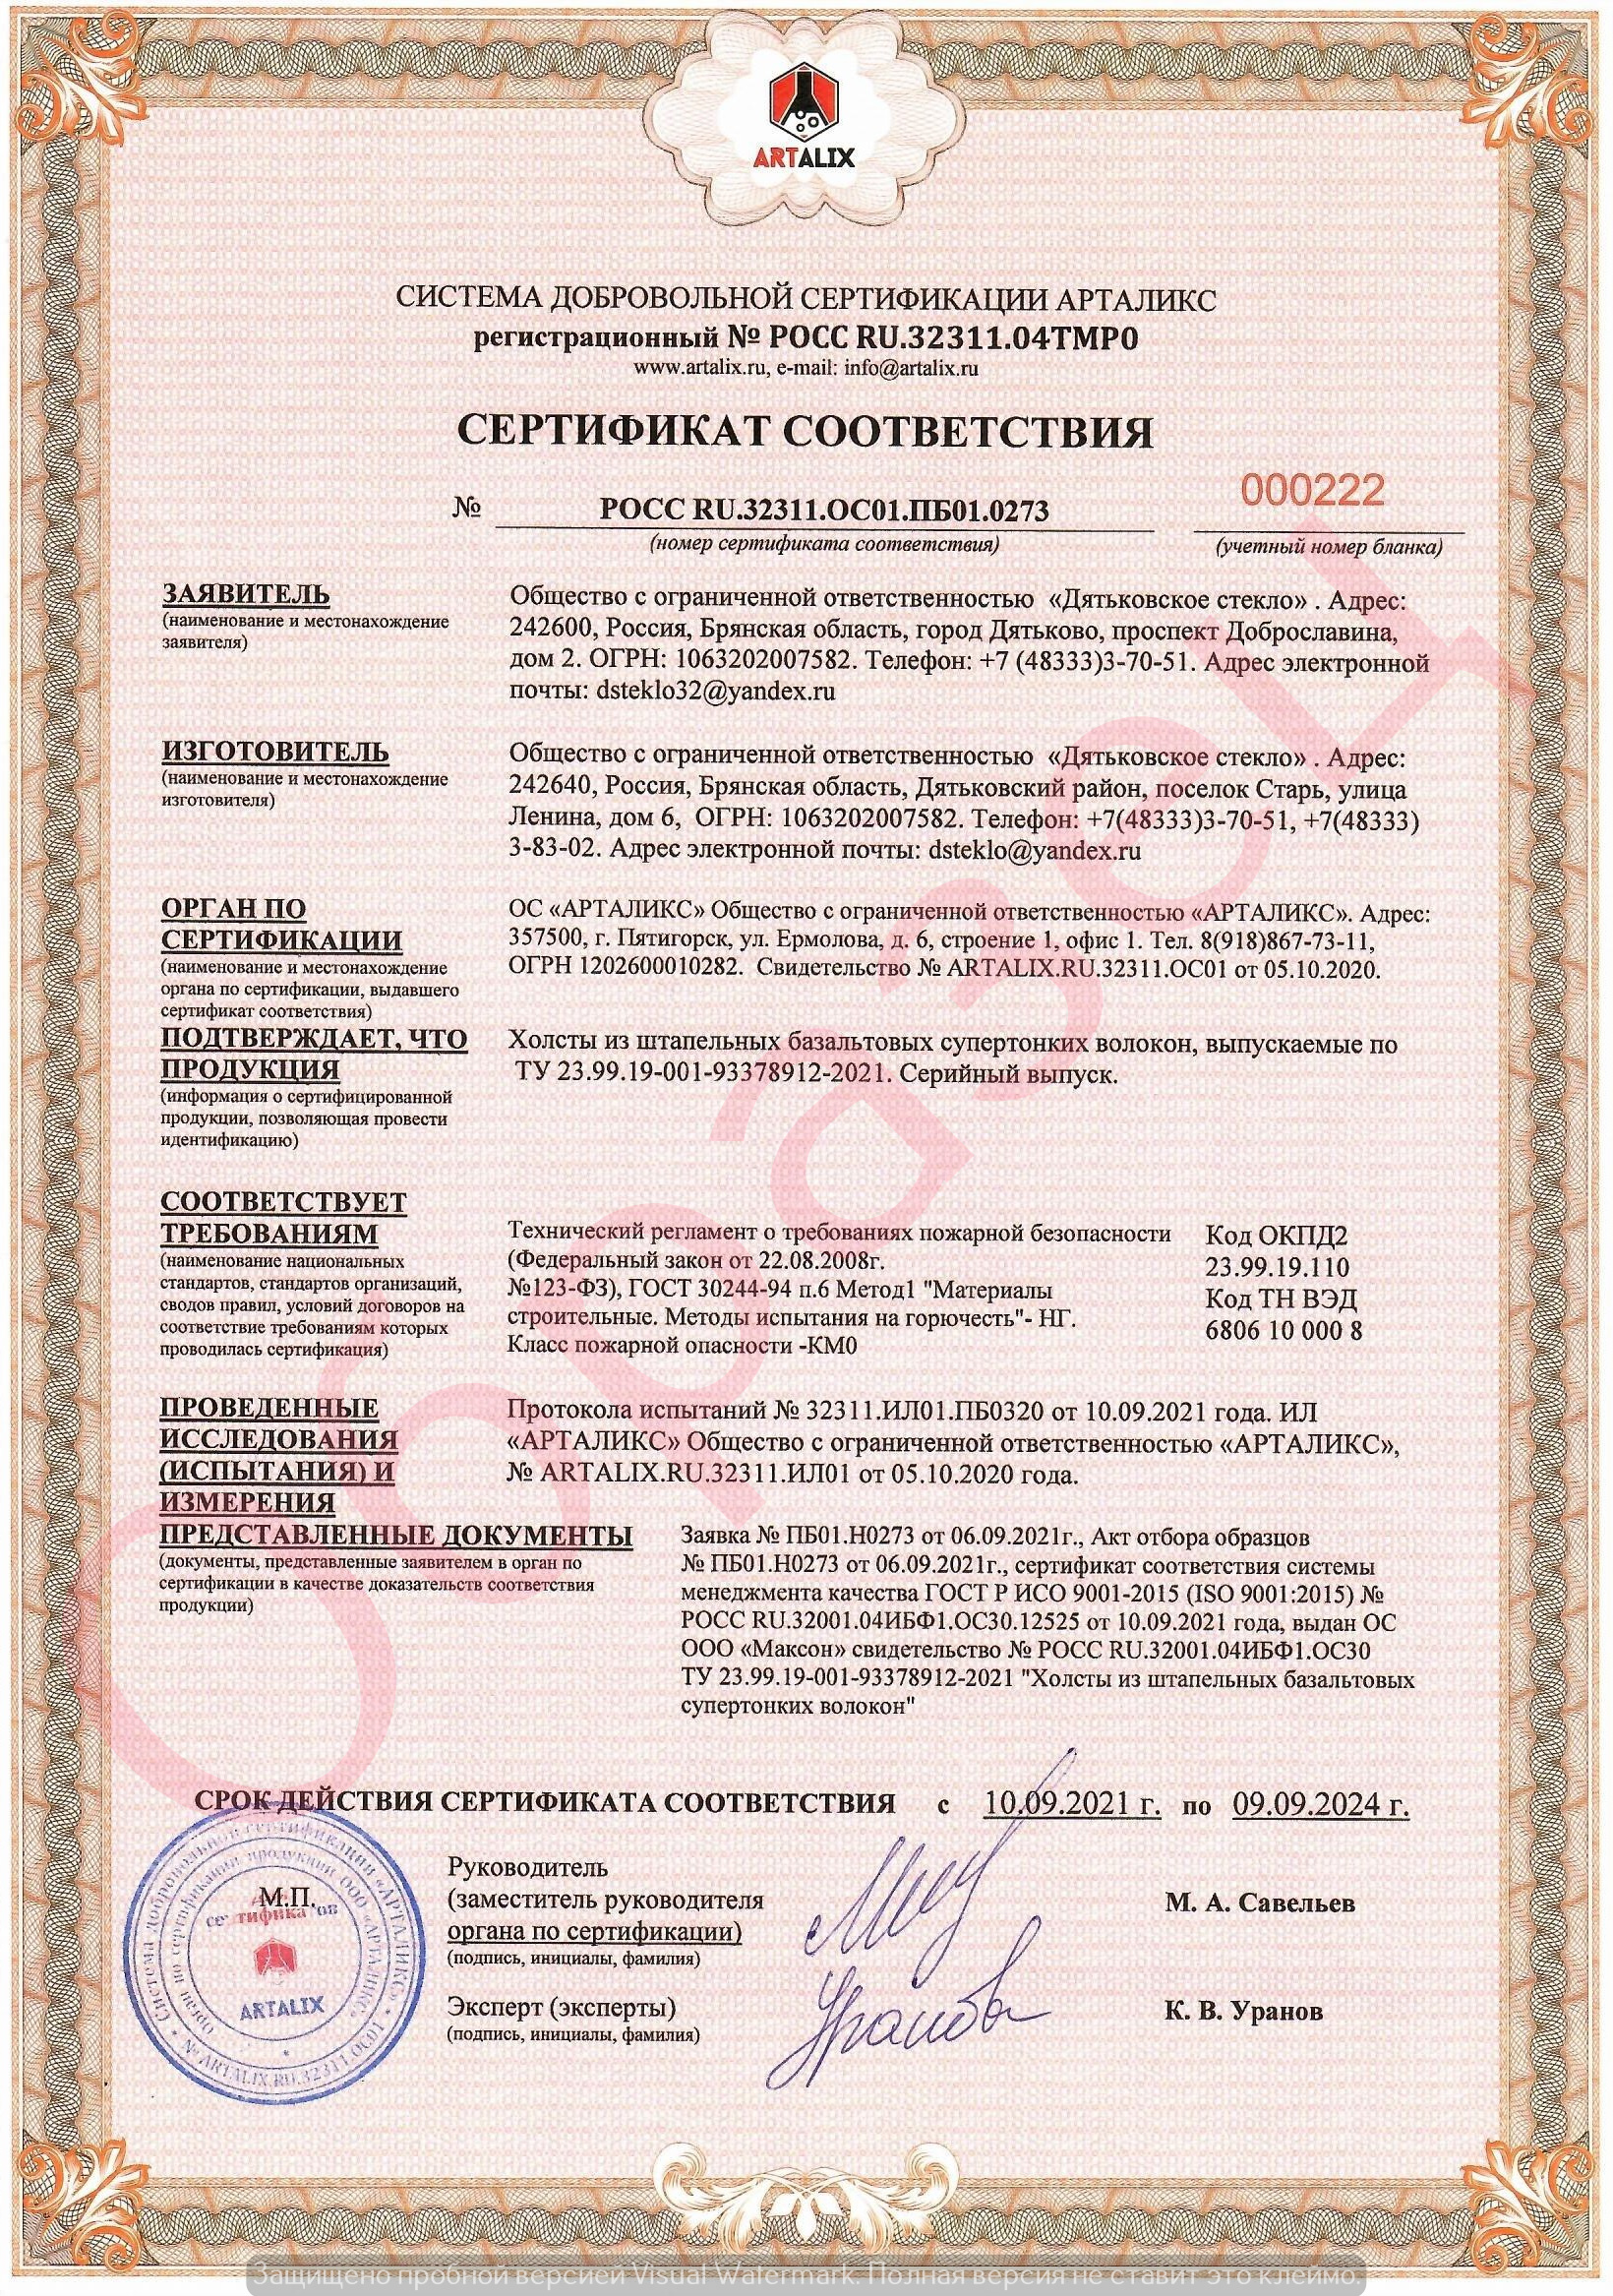 ARTALIX
СИСТЕМА ДОБРОВОЛЬНОЙ СЕРТИФИКАЦИИ АРТАЛИКС
регистрационный № РОСС RU.32311.04ТМР0
www.artalix.ru, e-mail: info@artalix.ru
СЕРТИФИКАТ СООТВЕТСТВИЯ
000222
№ РОСС RU.32311.ОС01.ПБ01.0273
(номер сертификата соответствия) (учетный номер бланка)
ЗАЯВИТЕЛЬ
(наименование и местонахождение
заявителя)
Общество с ограниченной ответственностью «Дятьковское стекло» . Адрес:
242600, Россия, Брянская область, город Дятьково, проспект Доброславина,
дом 2. ОГРН: 1063202007582. Телефон: +7 (48333)3-70-51. Адрес электронной
почты: dsteklo32@yandex.ru
ИЗГОТОВИТЕЛЬ
(наименование и местонахождение
изготовителя)
Общество с ограниченной ответственностью «Дятьковское стекло» . Адрес:
242640, Россия, Брянская область, Дятьковский район, поселок Старь, улица
Ленина, дом 6, ОГРН: 1063202007582. Телефон: +7(48333)3-70-51, +7(48333)
3-83-02. Адрес электронной почты: dsteklo@yandex.ru
ОРГАН ПО
СЕРТИФИКАЦИИ
(наименование и местонахождение
органа по сертификации, выдавшего
сертификат соответствия)
ОС «АРТАЛИКС» Общество с ограниченной ответственностью «АРТАЛИКС». Адрес:
357500, г. Пятигорск, ул. Ермолова, д. 6, строение 1, офис 1. Тел. 8(918)867-73-11,
ОГРН 1202600010282. Свидетельство № ARTALIX.RU.32311.ОС01 от 05.10.2020.
ПОДТВЕРЖДАЕТ, ЧТО
ПРОДУКЦИЯ
(информация о сертифицированной
продукции, позволяющая провести
идентификацию)
Холсты из штапельных базальтовых супертонких волокон, выпускаемые по
ТУ 23.99.19-001-93378912-2021. Серийный выпуск.
СООТВЕТСТВУЕТ
ТРЕБОВАНИЯМ
(наименование национальных
стандартов, стандартов организаций,
сводов правил, условий договоров на
соответствие требованиям которых
проводилась сертификация)
Технический регламент о требованиях пожарной безопасности
(Федеральный закон от 22.08.2008г.
№123-ФЗ), ГОСТ 30244-94 п.6 Метод1 "Материалы
строительные. Методы испытания на горючесть"- НГ.
Класс пожарной опасности -КМ0
Код ОКПД2
23.99.19.110
Код ТН ВЭД
6806 10 000 8
ПРОВЕДЕННЫЕ
ИССЛЕДОВАНИЯ
(ИСПЫТАНИЯ) И
ИЗМЕРЕНИЯ
Протокола испытаний № 32311.ИЛ01.ПБ0320 от 10.09.2021 года. ИЛ
«АРТАЛИКС» Общество с ограниченной ответственностью «АРТАЛИКС»,
№ ARTALIX.RU.32311.ИЛ01 от 05.10.2020 года.
ПРЕДСТАВЛЕННЫЕ ДОКУМЕНТЫ
(документы, представленные заявителем в орган по
сертификации в качестве доказательств соответствия
продукции)
Заявка № ПБ01.Н0273 от 06.09.2021г., Акт отбора образцов
№ ПБ01.Н0273 от 06.09.2021г., сертификат соответствия системы
менеджмента качества ГОСТ Р ИСО 9001-2015 (ISO 9001:2015) №
РОСС RU.32001.04ИБФ1.ОС30.12525 от 10.09.2021 года, выдан ОС
ООО «Максон» свидетельство № РОСС RU.32001.04ИБФ1.ОС30
ТУ 23.99.19-001-93378912-2021 "Холсты из штапельных базальтовых
супертонких волокон"
Образец
СРОК ДЕЙСТВИЯ СЕРТИФИКАТА СООТВЕТСТВИЯ с 10.09.2021 г. по 09.09.2024 г.
М.П.
Система добровольной сертификации «АРТАЛИКС»
Орган по сертификации продукции ООО «АРТАЛИКС»
№ ARTALIX.RU.32311.ОС01
сертификатов
ARTALIX
Руководитель
(заместитель руководителя
органа по сертификации)
(подпись, инициалы, фамилия)
М. А. Савельев
Эксперт (эксперты)
(подпись, инициалы, фамилия)
Уранов
К. В. Уранов
Защищено пробной версией Visual Watermark. Полная версия не ставит это клеймо.